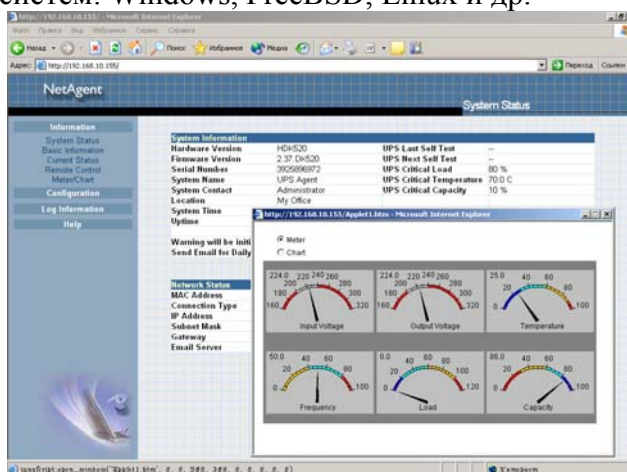 систем: Windows, FreeBSD, Linux и др.
http://192.168.10.155/ - Microsoft Internet Explorer
Файл Правка Вид Избранное Сервис Справка
Назад Поиск Избранное Медиа
Адрес: http://192.168.10.155/ Переход Ссылки
NetAgent
System Status
Information
System Status
Basic Information
Current Status
Remote Control
Meter/Chart
Configuration
Log Information
Help
System Information
Hardware Version HDK520 UPS Last Self Test --
Firmware Version 2.37.DK520 UPS Next Self Test --
Serial Number 3925896972 UPS Critical Load 80 %
System Name UPS Agent UPS Critical Temperature 70.0 C
System Contact Administrator UPS Critical Capacity 10 %
Location My Office
System Time
Uptime
Warning will be initi
Send Email for Daily
Network Status
MAC Address
Connection Type
IP Address
Subnet Mask
Gateway
Email Server
http://192.168.10.155/Applet1.htm - Microsoft Internet Explorer
Meter
Chart
224.0 160 200 220 240 260 300 320
Input Voltage
224.0 160 180 200 220 240 260 300 320
Output Voltage
25.0 0 20 40 60 80 100
Temperature
50.0 0 20 40 60 80 100
Frequency
0.0 0 20 40 60 80 100 120
Load
86.0 0 20 40 60 80 100
Capacity